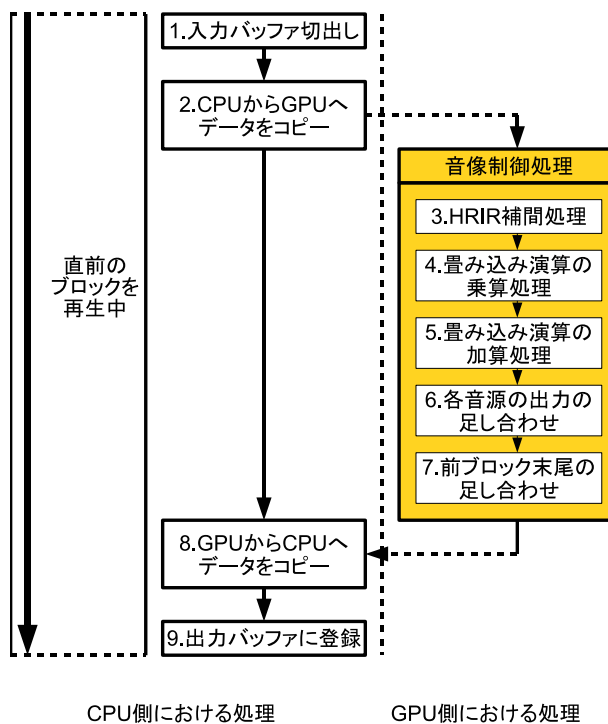 1.入力バッファ切出し
2.CPUからGPUへ
データをコピー
音像制御処理
3.HRIR補間処理
4.畳み込み演算の
乗算処理
5.畳み込み演算の
加算処理
6.各音源の出力の
足し合わせ
7.前ブロック末尾の
足し合わせ
直前の
ブロックを
再生中
8.GPUからCPUへ
データをコピー
9.出力バッファに登録
CPU側における処理
GPU側における処理